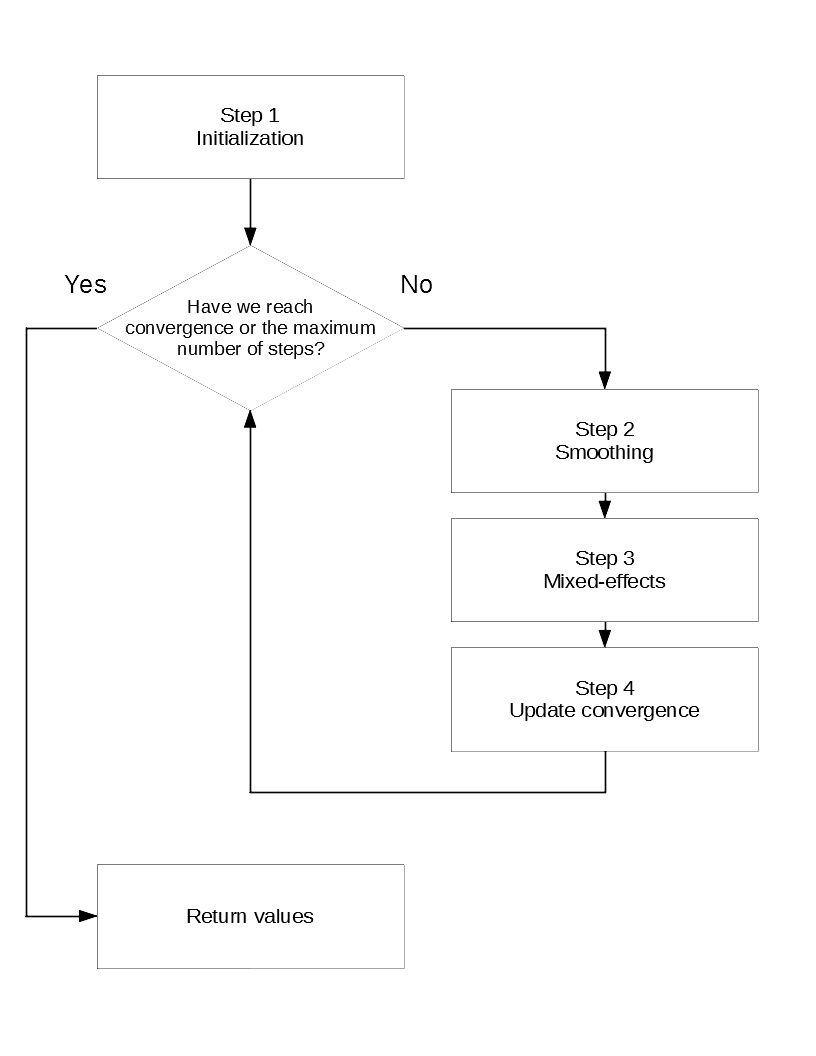 Step 1
Initialization
Yes
No
Have we reach
convergence or the maximum
number of steps?
Step 2
Smoothing
Step 3
Mixed-effects
Step 4
Update convergence
Return values